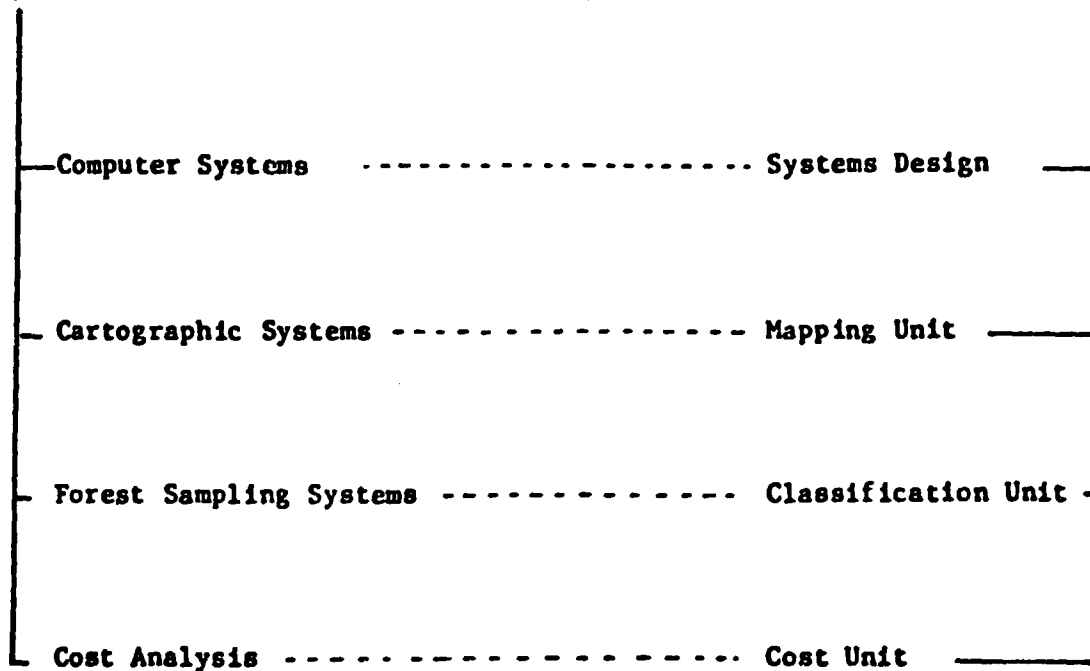 Computer Systems ------------------ Systems Design
Cartographic Systems ---------------- Mapping Unit
Forest Sampling Systems ------------- Classification Unit
Cost Analysis --------------------- Cost Unit